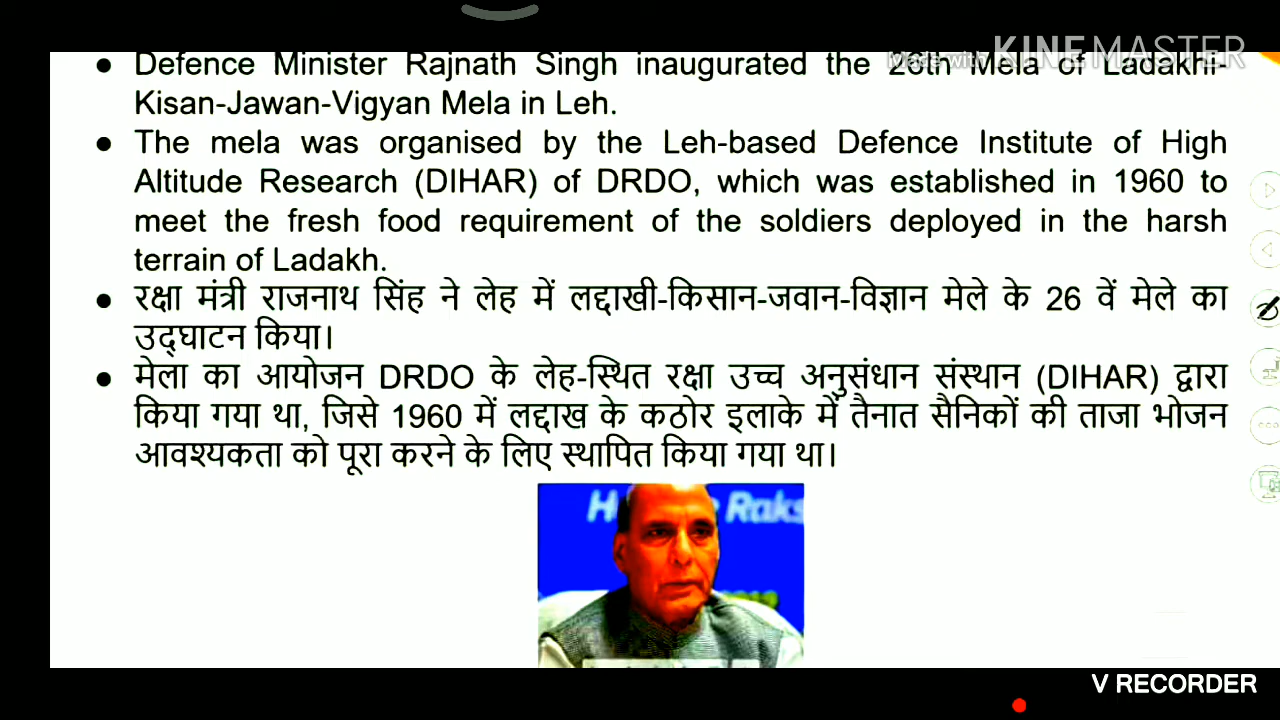 Made with KINEMASTER
● Defence Minister Rajnath Singh inaugurated the 26th Mela of Ladakhi-
Kisan-Jawan-Vigyan Mela in Leh.
● The mela was organised by the Leh-based Defence Institute of High
Altitude Research (DIHAR) of DRDO, which was established in 1960 to
meet the fresh food requirement of the soldiers deployed in the harsh
terrain of Ladakh.
● रक्षा मंत्री राजनाथ सिंह ने लेह में लद्दाखी-किसान-जवान-विज्ञान मेले के 26 वें मेले का
उद्घाटन किया।
● मेला का आयोजन DRDO के लेह-स्थित रक्षा उच्च अनुसंधान संस्थान (DIHAR) द्वारा
किया गया था, जिसे 1960 में लद्दाख के कठोर इलाके में तैनात सैनिकों की ताजा भोजन
आवश्यकता को पूरा करने के लिए स्थापित किया गया था।
Raks
V RECORDER